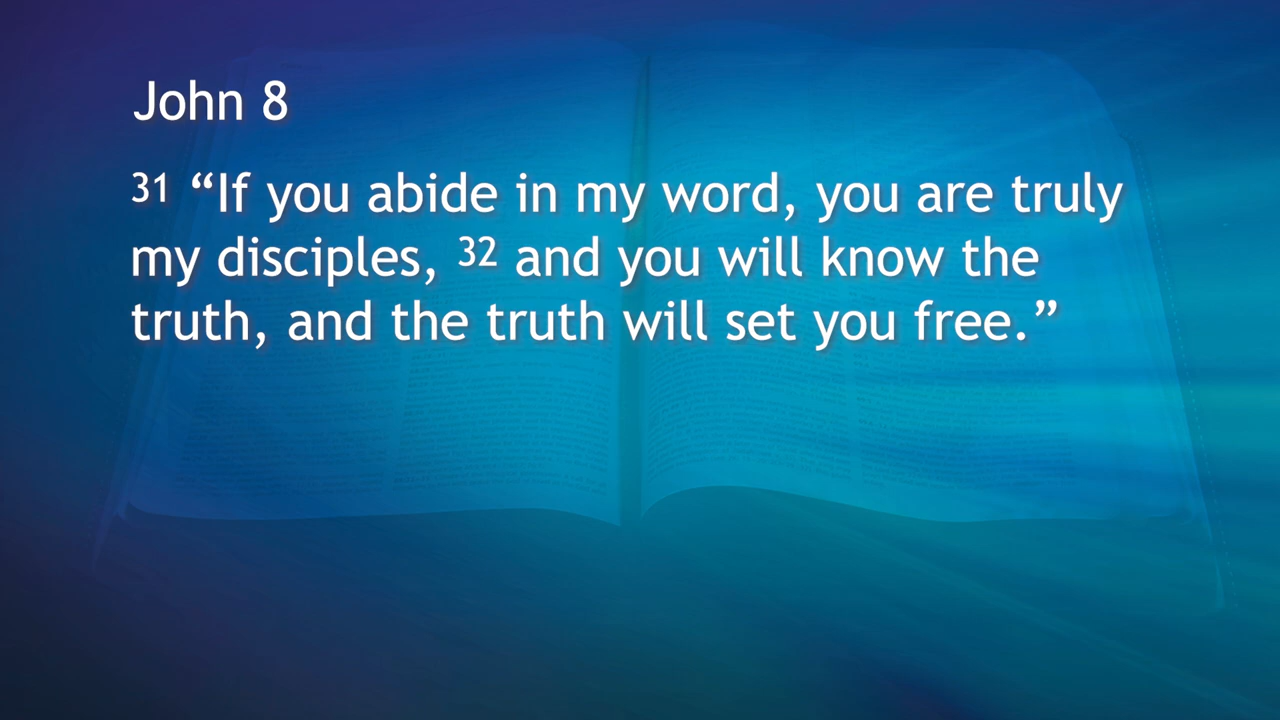 John 8
31 “If you abide in my word, you are truly
my disciples, 32 and you will know the
truth, and the truth will set you free.”